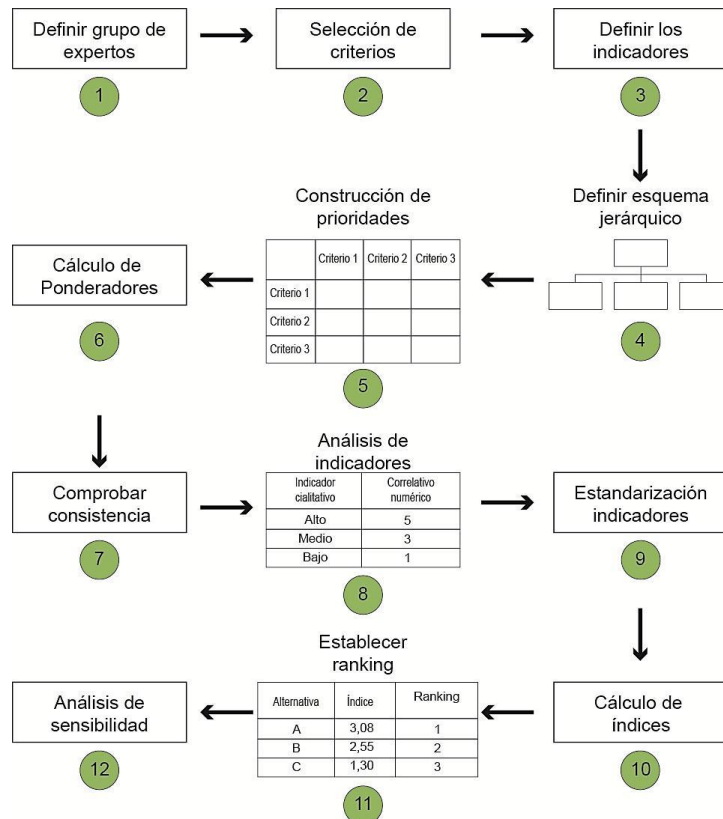 Definir grupo de
expertos
1
Selección de
criterios
2
Definir los
indicadores
3
Definir esquema
jerárquico
4
Construcción de
prioridades
Criterio 1 Criterio 2 Criterio 3
Criterio 1
Criterio 2
Criterio 3
5
Cálculo de
Ponderadores
6
Comprobar
consistencia
7
Análisis de
indicadores
Indicador Correlativo
cialitativo numérico
Alto 5
Medio 3
Bajo 1
8
Estandarización
indicadores
9
Cálculo de
índices
10
Establecer
ranking
Alternativa Índice Ranking
A 3,08 1
B 2,55 2
C 1,30 3
11
Análisis de
sensibilidad
12